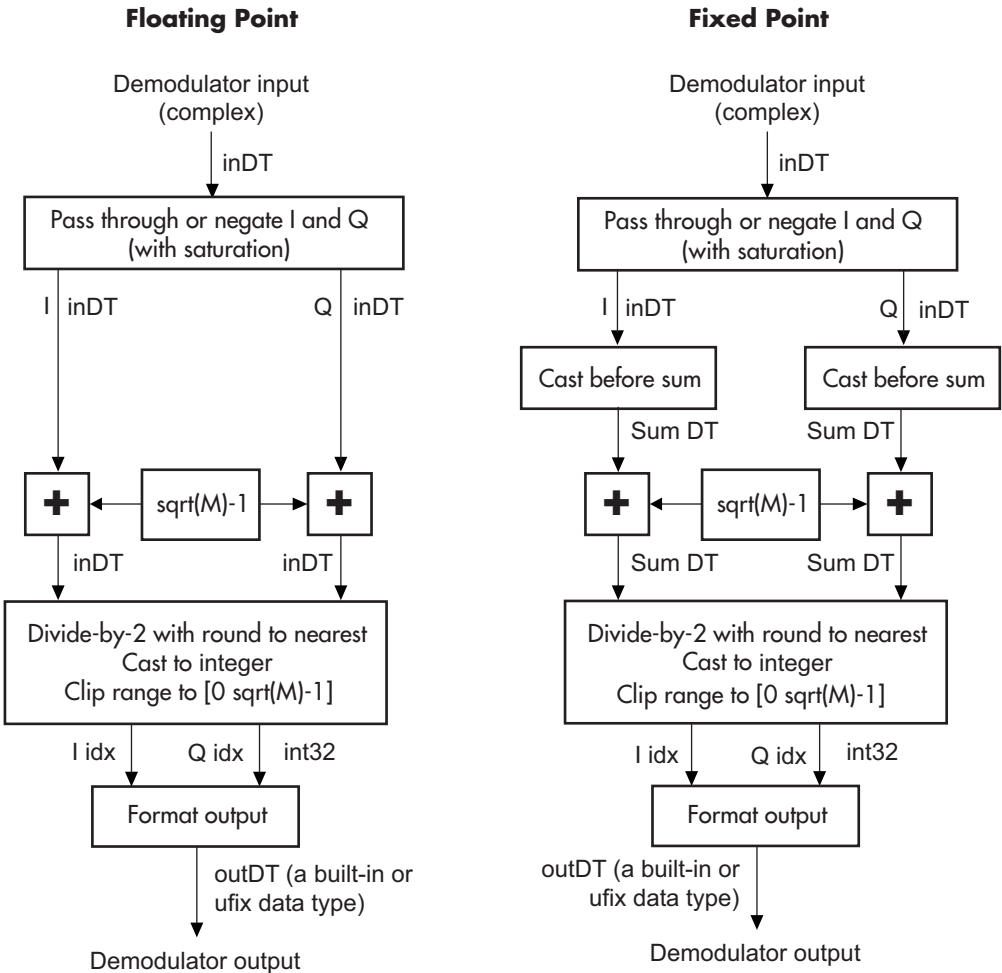 Floating Point
Demodulator input
(complex)
inDT
Pass through or negate I and Q
(with saturation)
I inDT
Q inDT
+
sqrt(M)-1
+
inDT
inDT
Divide-by-2 with round to nearest
Cast to integer
Clip range to [0 sqrt(M)-1]
I idx
Q idx
int32
Format output
outDT (a built-in or
ufix data type)
Demodulator output
Fixed Point
Demodulator input
(complex)
inDT
Pass through or negate I and Q
(with saturation)
I inDT
Q inDT
Cast before sum
Cast before sum
Sum DT
Sum DT
+
sqrt(M)-1
+
Sum DT
Sum DT
Divide-by-2 with round to nearest
Cast to integer
Clip range to [0 sqrt(M)-1]
I idx
Q idx
int32
Format output
outDT (a built-in or
ufix data type)
Demodulator output